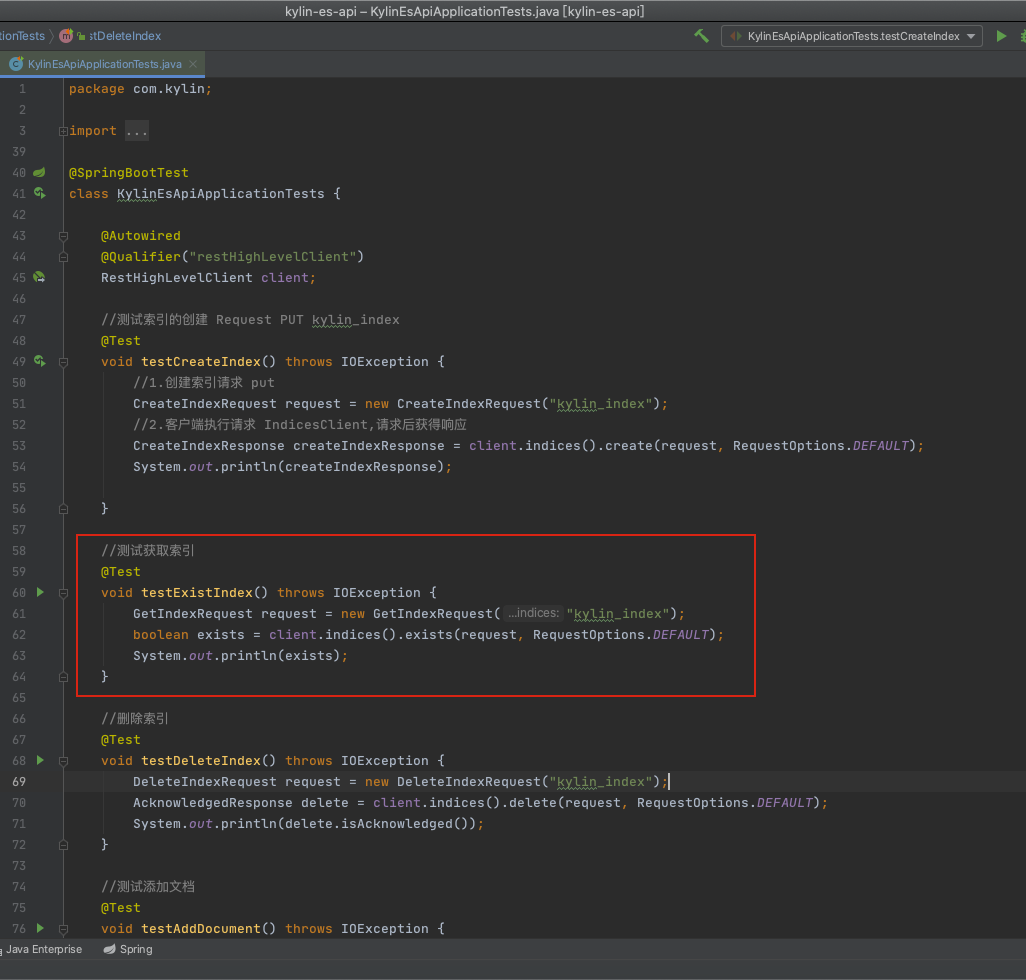 kylin-es-api – KylinEsApiApplicationTests.java [kylin-es-api]
ionTests 〉 m stDeleteIndex KylinEsApiApplicationTests.testCreateIndex
C KylinEsApiApplicationTests.java ×
1 package com.kylin;
2
3 import ...
39
40 @SpringBootTest
41 class KylinEsApiApplicationTests {
42
43 @Autowired
44 @Qualifier("restHighLevelClient")
45 RestHighLevelClient client;
46
47 //测试索引的创建 Request PUT kylin_index
48 @Test
49 void testCreateIndex() throws IOException {
50 //1.创建索引请求 put
51 CreateIndexRequest request = new CreateIndexRequest("kylin_index");
52 //2.客户端执行请求 IndicesClient,请求后获得响应
53 CreateIndexResponse createIndexResponse = client.indices().create(request, RequestOptions.DEFAULT);
54 System.out.println(createIndexResponse);
55
56 }
57
58 //测试获取索引
59 @Test
60 void testExistIndex() throws IOException {
61 GetIndexRequest request = new GetIndexRequest( ...indices: "kylin_index");
62 boolean exists = client.indices().exists(request, RequestOptions.DEFAULT);
63 System.out.println(exists);
64 }
65
66 //删除索引
67 @Test
68 void testDeleteIndex() throws IOException {
69 DeleteIndexRequest request = new DeleteIndexRequest("kylin_index");
70 AcknowledgedResponse delete = client.indices().delete(request, RequestOptions.DEFAULT);
71 System.out.println(delete.isAcknowledged());
72 }
73
74 //测试添加文档
75 @Test
76 void testAddDocument() throws IOException {
Java Enterprise Spring